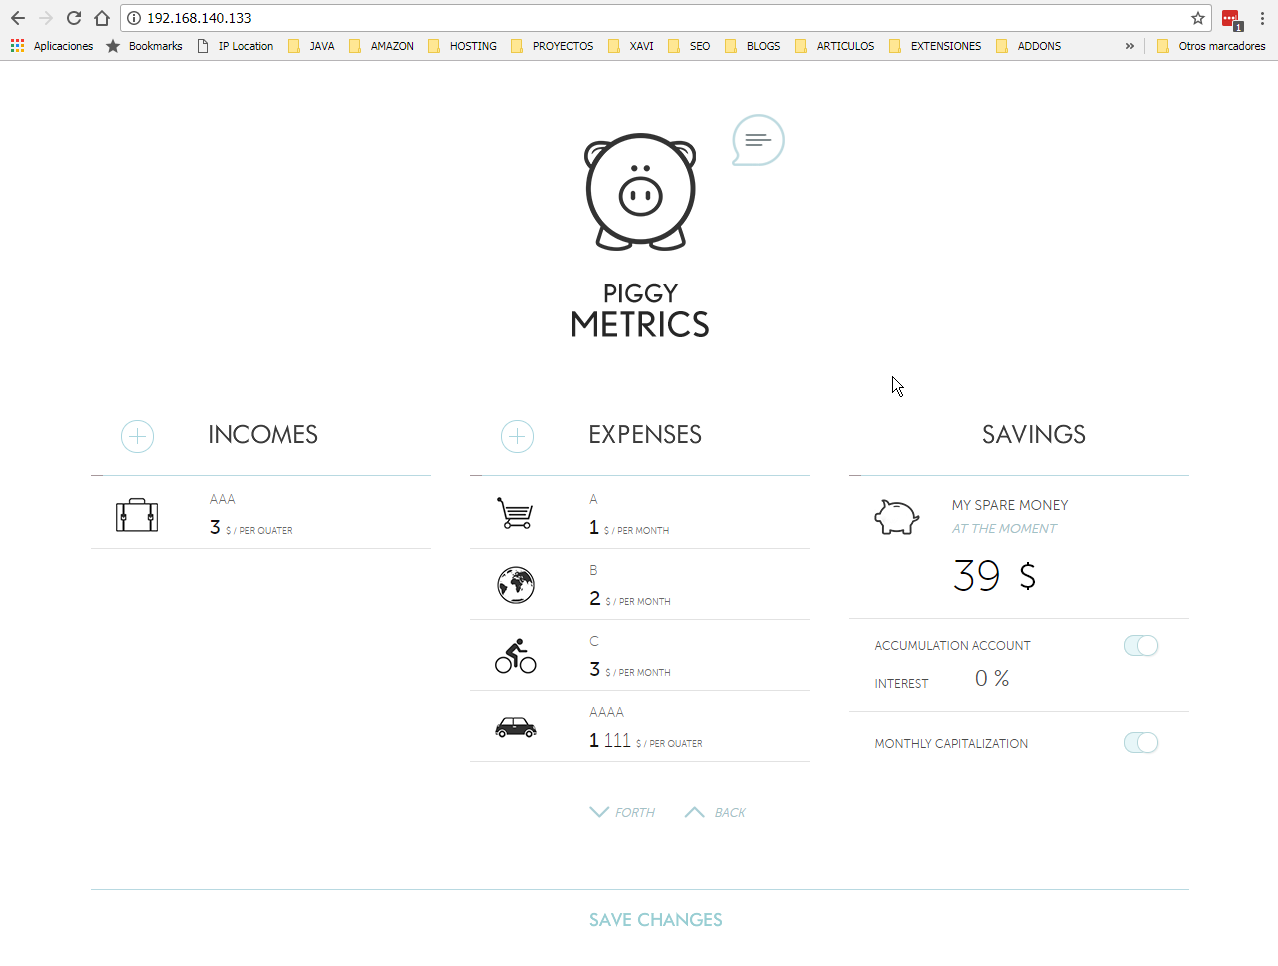 192.168.140.133
Aplicaciones Bookmarks IP Location JAVA AMAZON HOSTING PROYECTOS XAVI SEO BLOGS ARTICULOS EXTENSIONES ADDONS » Otros marcadores
1
PIGGY
METRICS
INCOMES
AAA
3 $ / PER QUATER
EXPENSES
A
1 $ / PER MONTH
B
2 $ / PER MONTH
C
3 $ / PER MONTH
AAAA
1 111 $ / PER QUATER
FORTH BACK
SAVINGS
MY SPARE MONEY
AT THE MOMENT
39 $
ACCUMULATION ACCOUNT
INTEREST 0 %
MONTHLY CAPITALIZATION
SAVE CHANGES